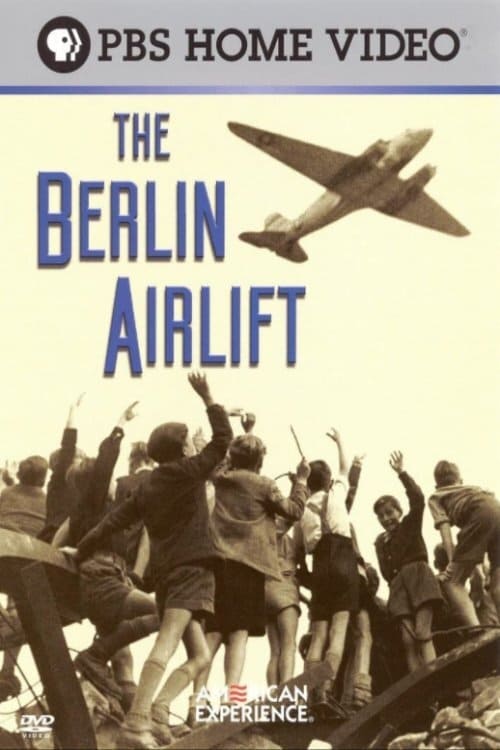 PBS HOME VIDEO®
THE
BERLIN
AIRLIFT
AMERICAN
EXPERIENCE®
DVD
VIDEO